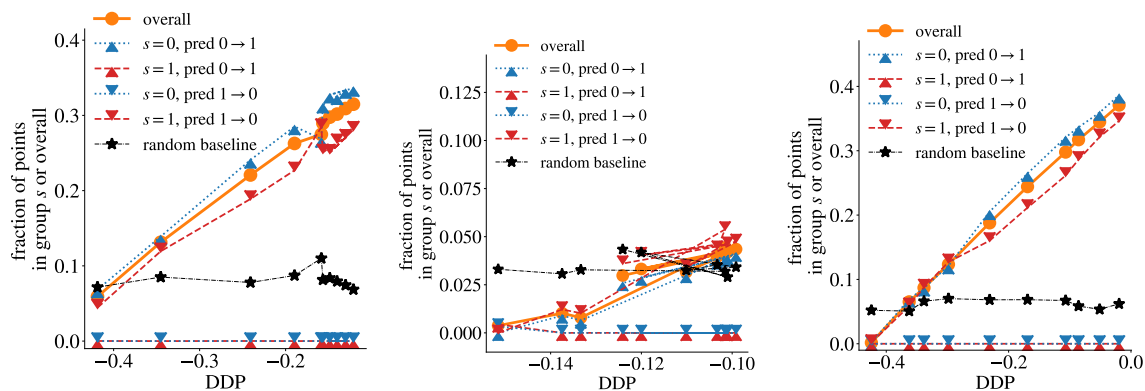 overall
s = 0, pred 0 → 1
s = 1, pred 0 → 1
s = 0, pred 1 → 0
s = 1, pred 1 → 0
random baseline
fraction of points
in group s or overall
0.4
0.3
0.2
0.1
0.0
−0.4
−0.3
−0.2
DDP
overall
s = 0, pred 0 → 1
s = 1, pred 0 → 1
s = 0, pred 1 → 0
s = 1, pred 1 → 0
random baseline
fraction of points
in group s or overall
0.125
0.100
0.075
0.050
0.025
0.000
−0.14
−0.12
−0.10
DDP
overall
s = 0, pred 0 → 1
s = 1, pred 0 → 1
s = 0, pred 1 → 0
s = 1, pred 1 → 0
random baseline
fraction of points
in group s or overall
0.4
0.3
0.2
0.1
0.0
−0.4
−0.2
0.0
DDP